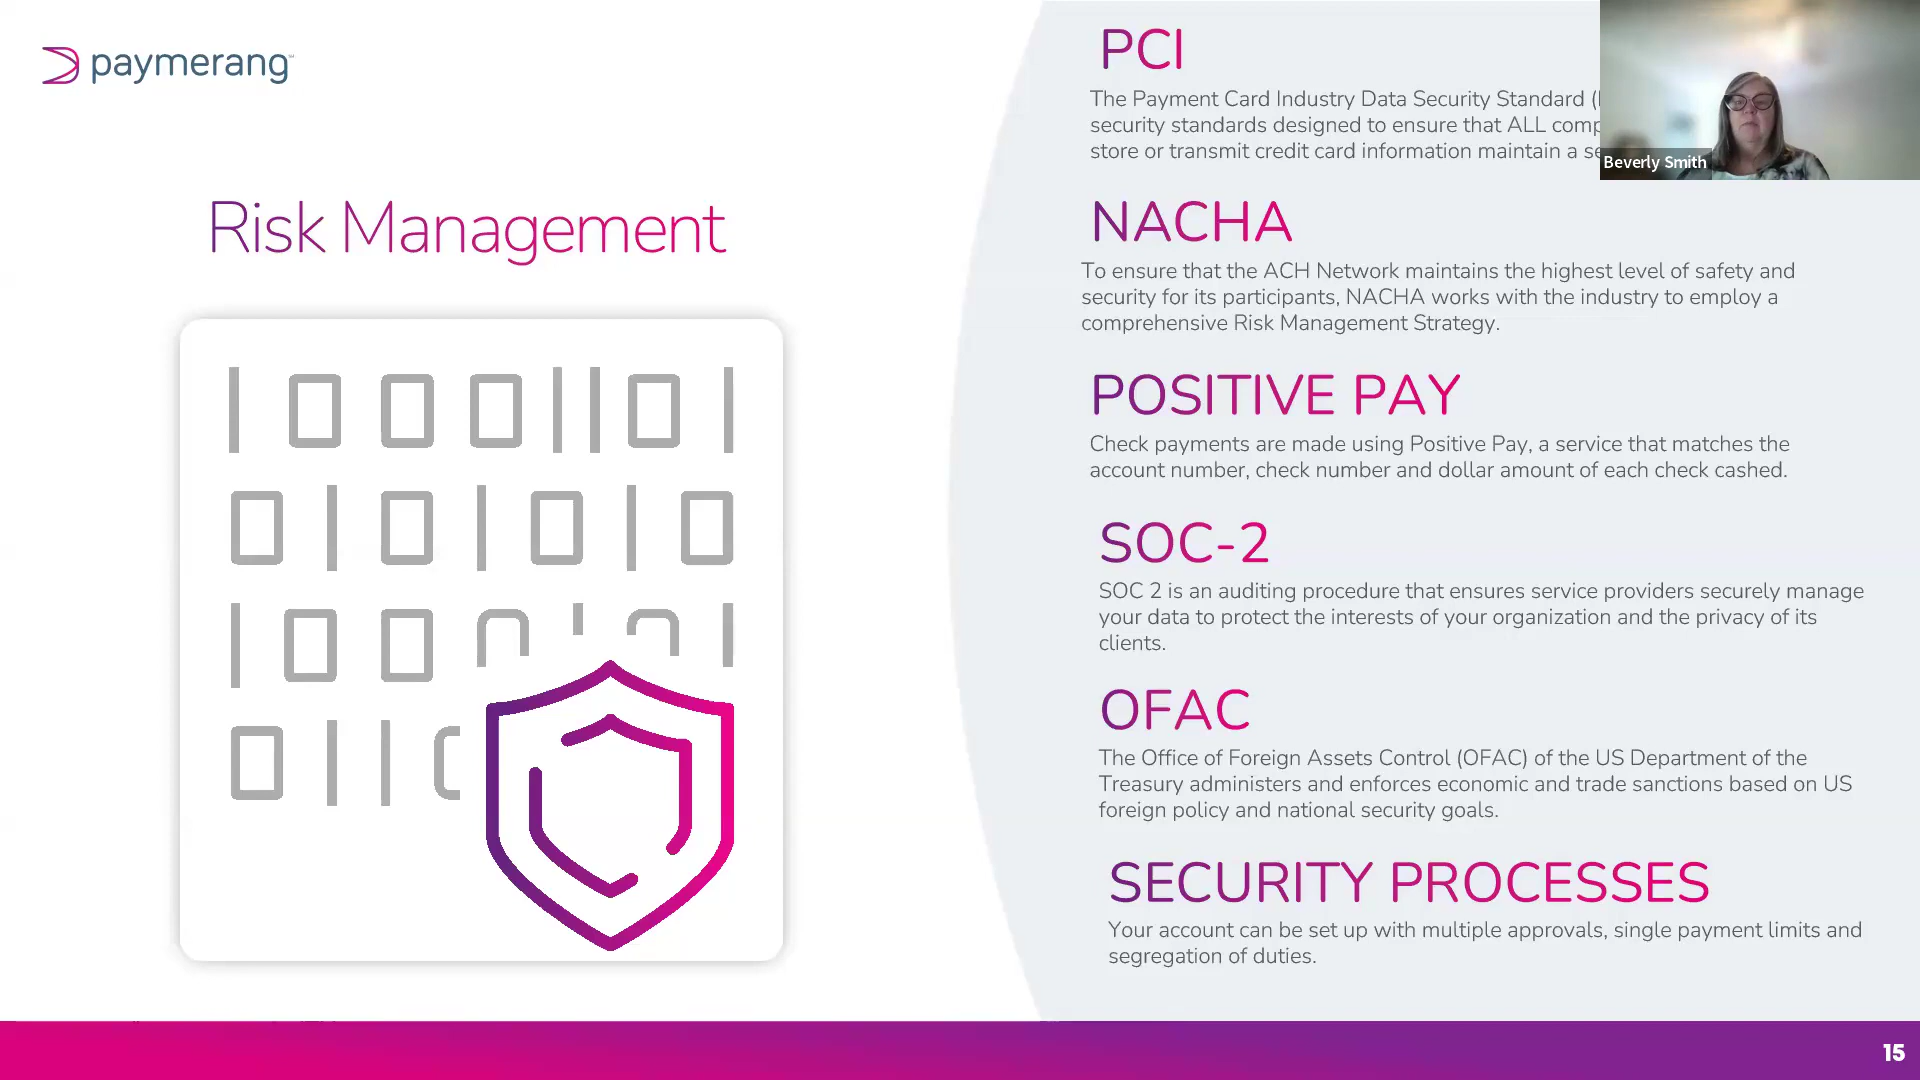 paymerang
Risk Management
PCI
The Payment Card Industry Data Security Standard
security standards designed to ensure that ALL
store or transmit credit card information maintain a
Beverly Smith
NACHA
To ensure that the ACH Network maintains the highest level of safety and
security for its participants, NACHA works with the industry to employ a
comprehensive Risk Management Strategy.
POSITIVE PAY
Check payments are made using Positive Pay, a service that matches the
account number, check number and dollar amount of each check cashed.
SOC-2
SOC 2 is an auditing procedure that ensures service providers securely manage
your data to protect the interests of your organization and the privacy of its
clients.
OFAC
The Office of Foreign Assets Control (OFAC) of the US Department of the
Treasury administers and enforces economic and trade sanctions based on US
foreign policy and national security goals.
SECURITY PROCESSES
Your account can be set up with multiple approvals, single payment limits and
segregation of duties.
15